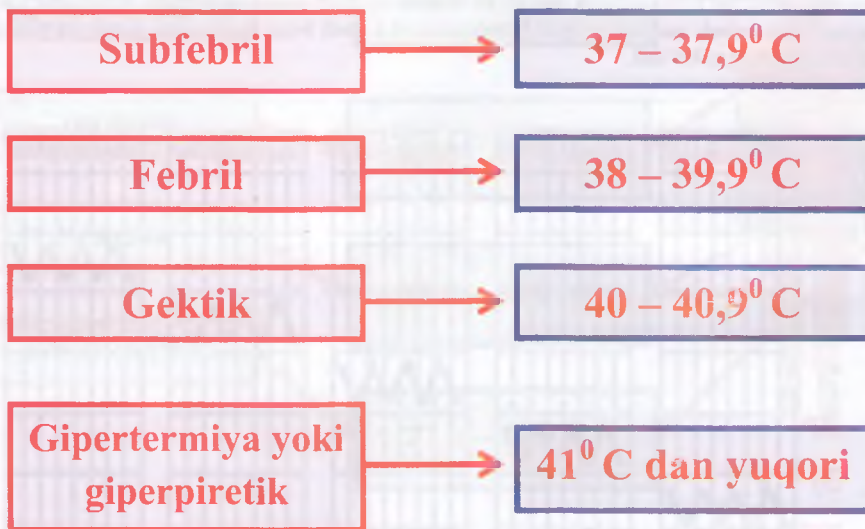 Subfebril 37 – 37,9⁰ C
Febril 38 – 39,9⁰ C
Gektik 40 – 40,9⁰ C
Gipertermiya yoki
giperpiretik
41⁰ C dan yuqori